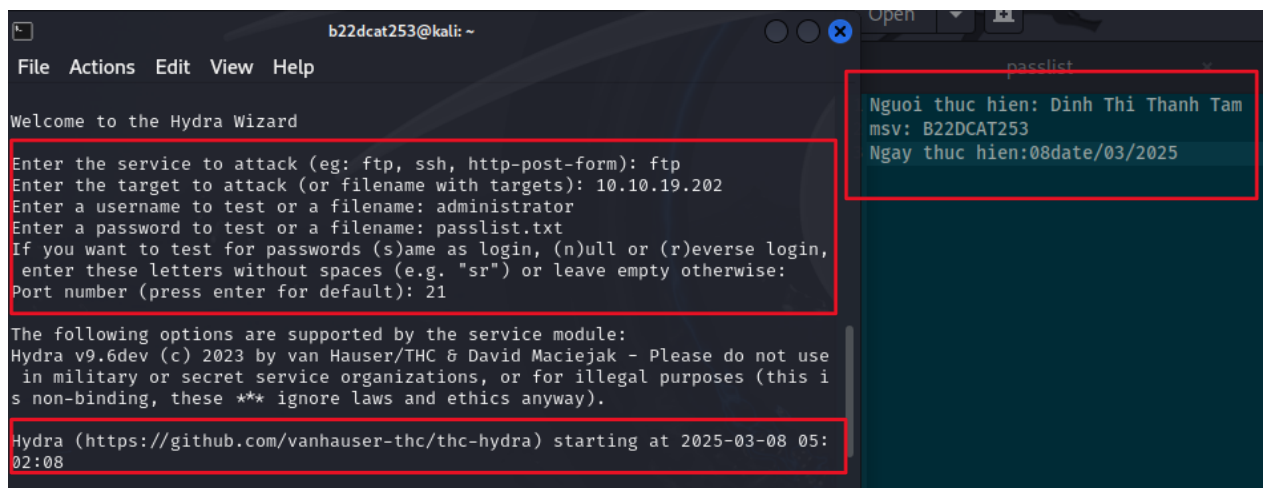 b22dcat253@kali: ~
File Actions Edit View Help
Welcome to the Hydra Wizard
Enter the service to attack (eg: ftp, ssh, http-post-form): ftp
Enter the target to attack (or filename with targets): 10.10.19.202
Enter a username to test or a filename: administrator
Enter a password to test or a filename: passlist.txt
If you want to test for passwords (s)ame as login, (n)ull or (r)everse login,
enter these letters without spaces (e.g. "sr") or leave empty otherwise:
Port number (press enter for default): 21
The following options are supported by the service module:
Hydra v9.6dev (c) 2023 by van Hauser/THC & David Maciejak - Please do not use
in military or secret service organizations, or for illegal purposes (this i
s non-binding, these *** ignore laws and ethics anyway).
Hydra (https://github.com/vanhauser-thc/thc-hydra) starting at 2025-03-08 05:
02:08
Open
passlist
Nguoi thuc hien: Dinh Thi Thanh Tam
msv: B22DCAT253
Ngay thuc hien:08date/03/2025